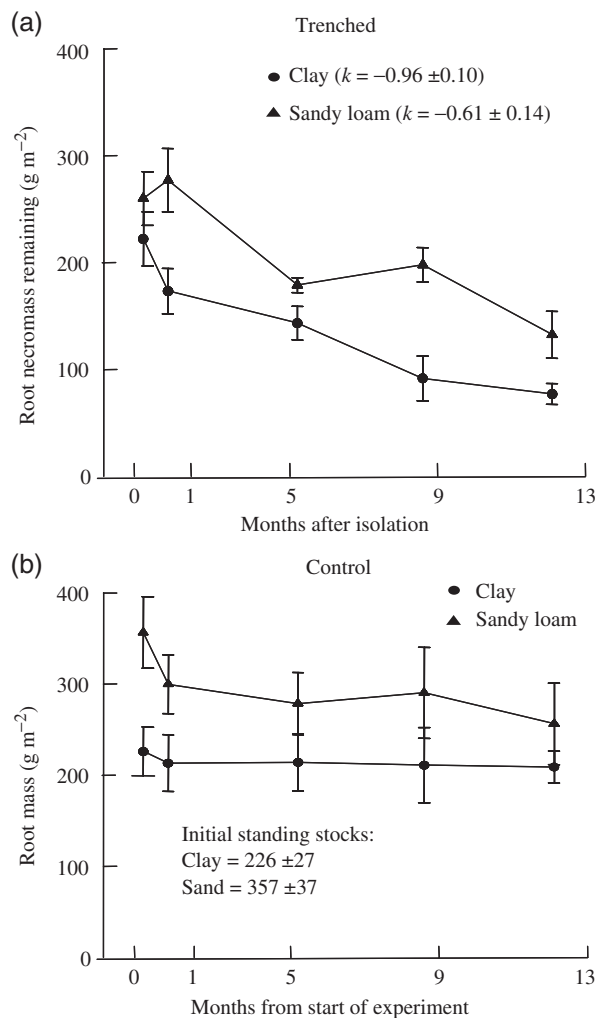 (a)
Trenched
400
300
200
100
0
Root necromass remaining (g m⁻²)
Clay (k = −0.96 ±0.10)
Sandy loam (k = −0.61 ± 0.14)
0 1 5 9 13
Months after isolation
(b)
Control
400
300
200
100
0
Root mass (g m⁻²)
Clay
Sandy loam
Initial standing stocks:
Clay = 226 ±27
Sand = 357 ±37
0 1 5 9 13
Months from start of experiment